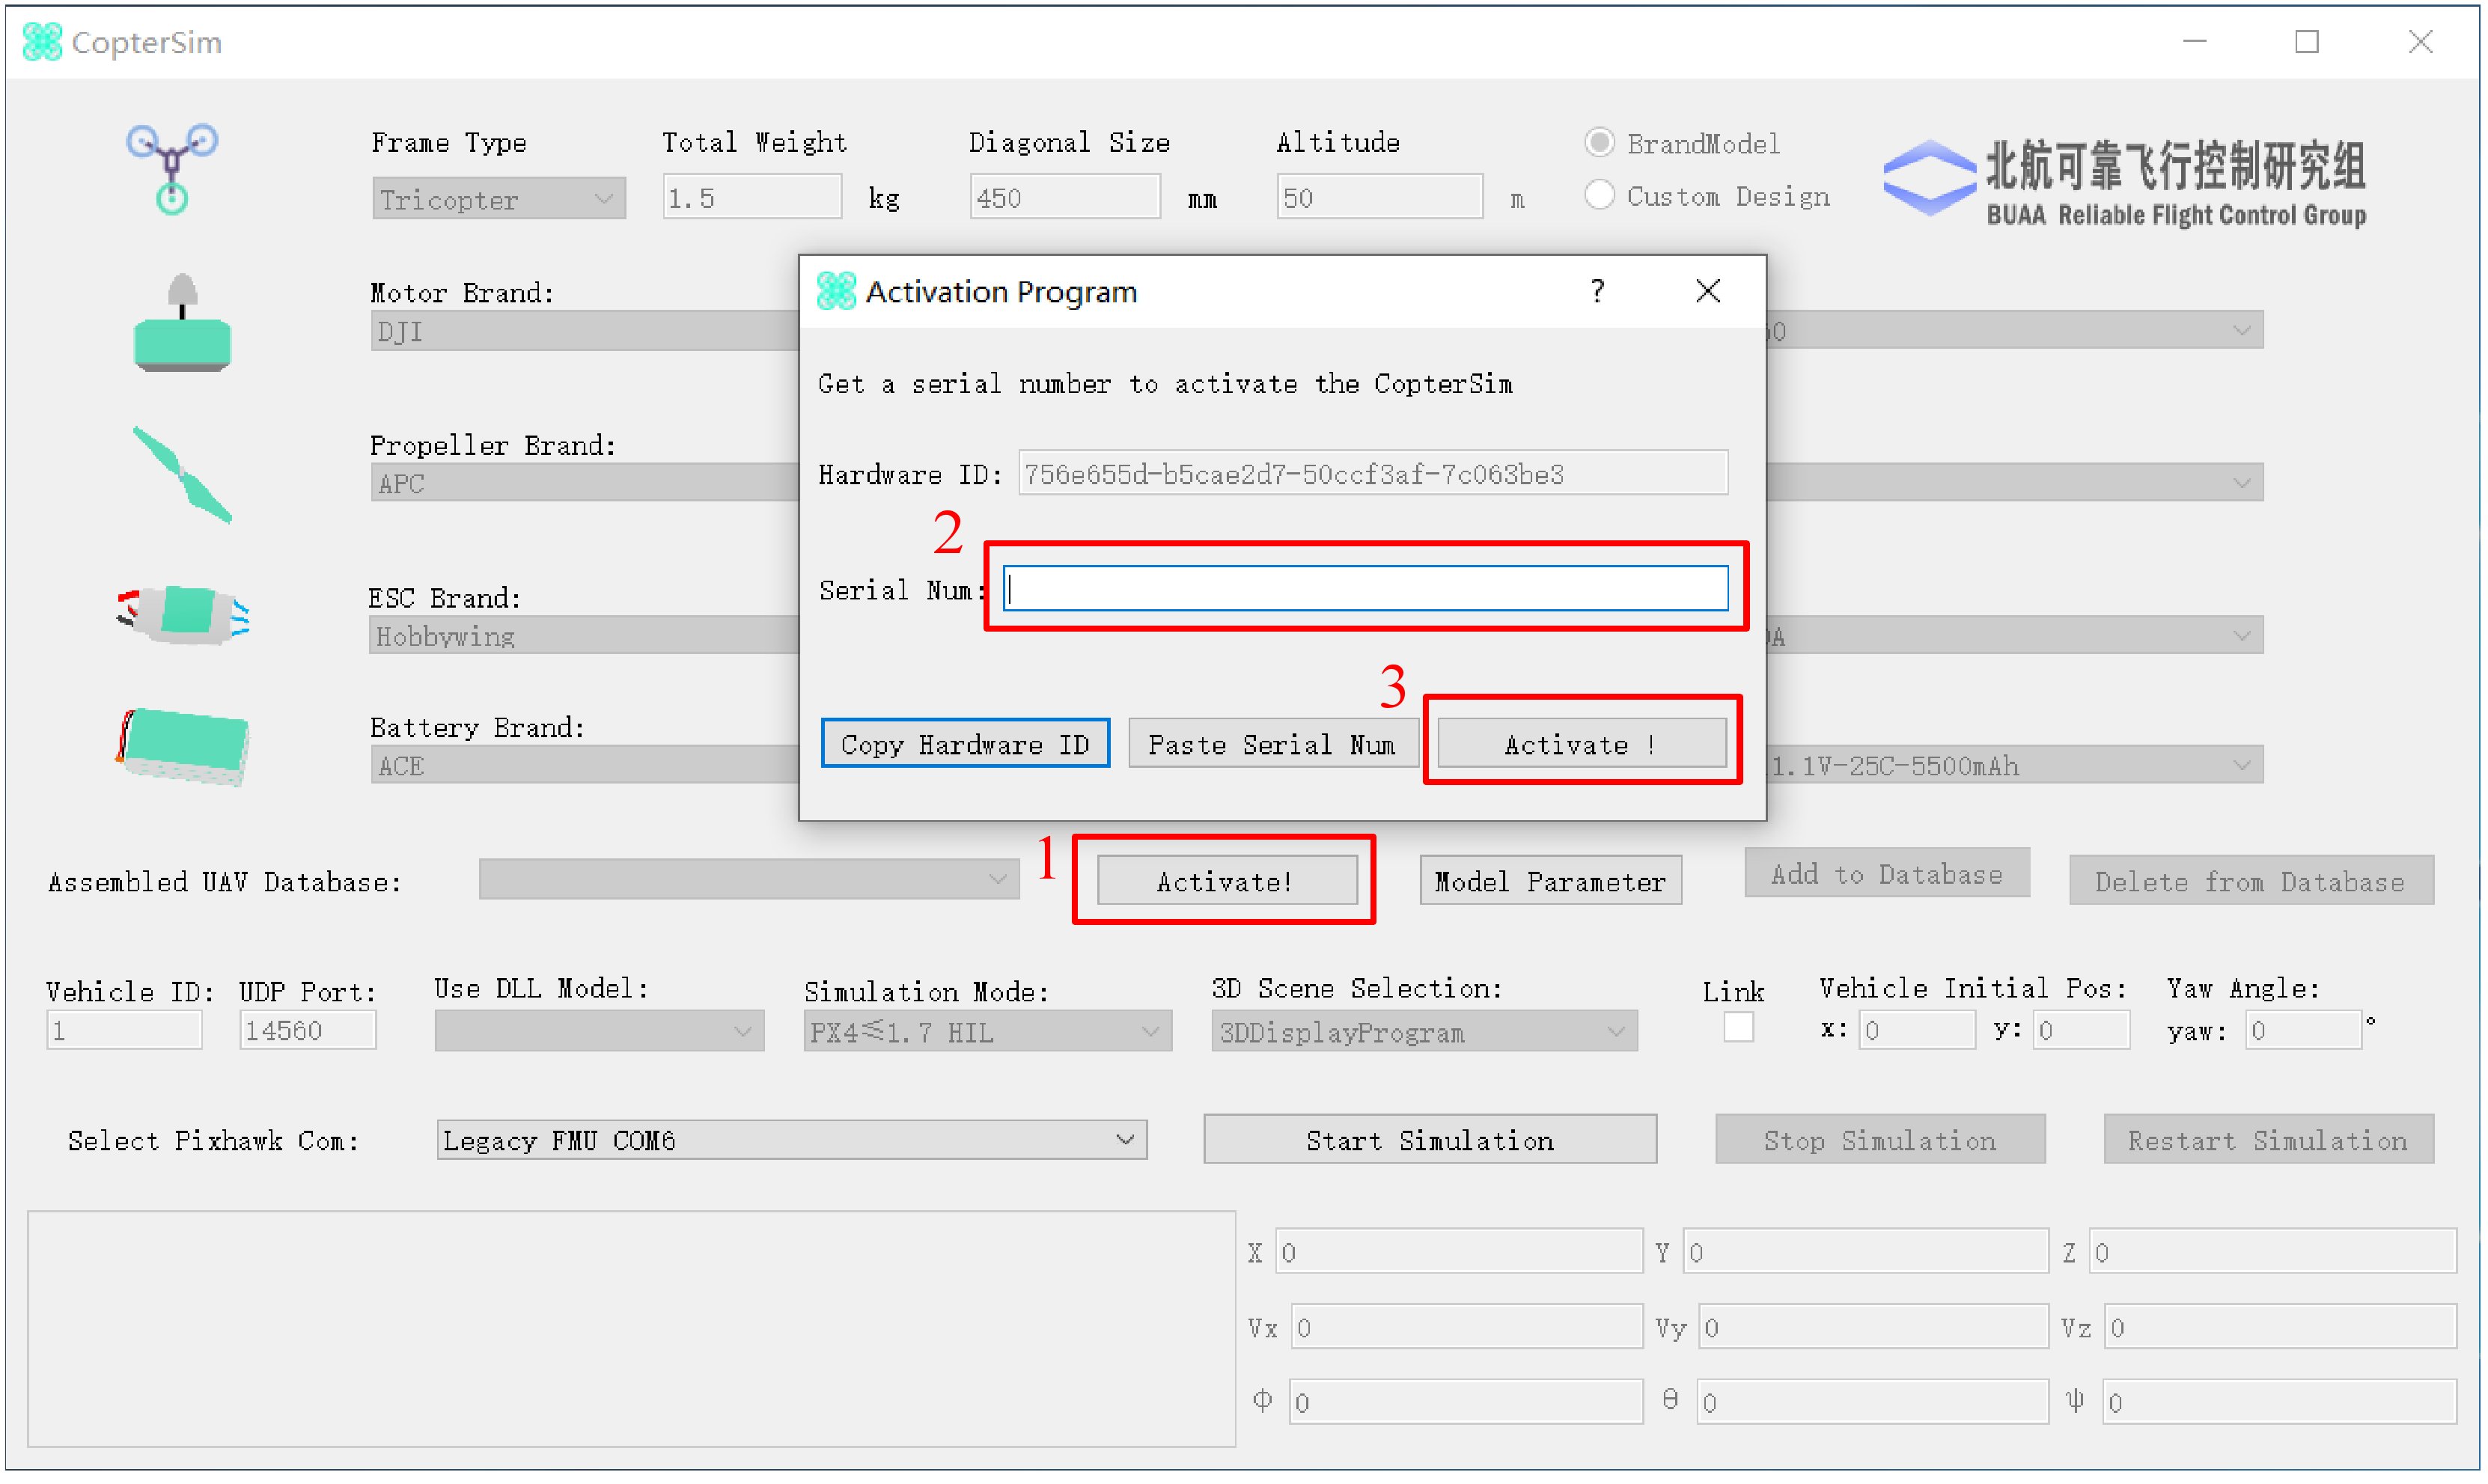 CopterSim
Frame Type
Total Weight
Diagonal Size
Altitude
BrandModel
Tricopter
1.5
kg
450
mm
50
m
Custom Design
北航可靠飞行控制研究组
BUAA Reliable Flight Control Group
Activation Program
?
Motor Brand:
DJI
Get a serial number to activate the CopterSim
Propeller Brand:
APC
Hardware ID:
756e655d-b5cae2d7-50ccf3af-7c063be3
2
Serial Num:
ESC Brand:
Hobbywing
3
Battery Brand:
ACE
Copy Hardware ID
Paste Serial Num
Activate !
1.1V-25C-5500mAh
1
Assembled UAV Database:
Activate!
Model Parameter
Add to Database
Delete from Database
Vehicle ID:
UDP Port:
Use DLL Model:
Simulation Mode:
3D Scene Selection:
Link
Vehicle Initial Pos:
Yaw Angle:
1
14560
PX4≤1.7 HIL
3DDisplayProgram
x: 0
y: 0
yaw: 0 °
Select Pixhawk Com:
Legacy FMU COM6
Start Simulation
Stop Simulation
Restart Simulation
X 0
Y 0
Z 0
Vx 0
Vy 0
Vz 0
Φ 0
θ 0
ψ 0